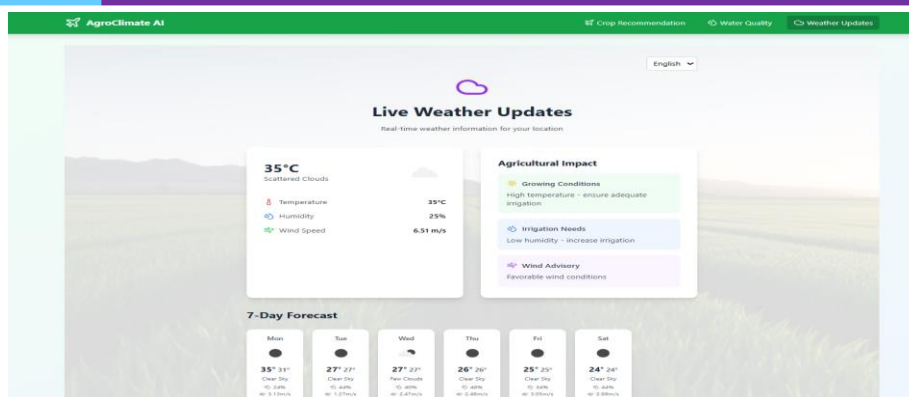 AgroClimate AI
Crop Recommendation
Water Quality
Weather Updates
English
Live Weather Updates
Real-time weather information for your location
35°C
Scattered Clouds
Temperature 35°C
Humidity 25%
Wind Speed 6.51 m/s
Agricultural Impact
Growing Conditions
High temperature - ensure adequate
irrigation
Irrigation Needs
Low humidity - increase irrigation
Wind Advisory
Favorable wind conditions
7-Day Forecast
Mon Tue Wed Thu Fri Sat
35° 31° 27° 27° 27° 27° 26° 26° 25° 25° 24° 24°
Clear Sky Clear Sky Few Clouds Clear Sky Clear Sky Clear Sky